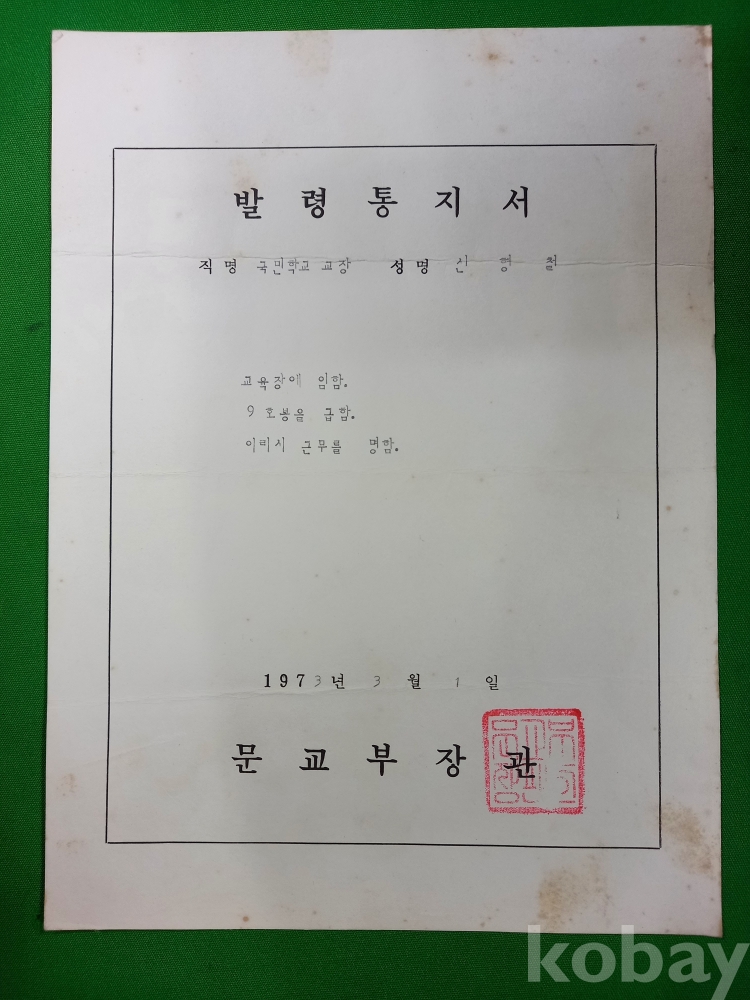 발령통지서
직명 국민학교 교장 성명 신형철
교육장에 임함.
9 호봉을 급함.
이리시 근무를 명함.
1973년 3월 1일
문교부장관
kobay